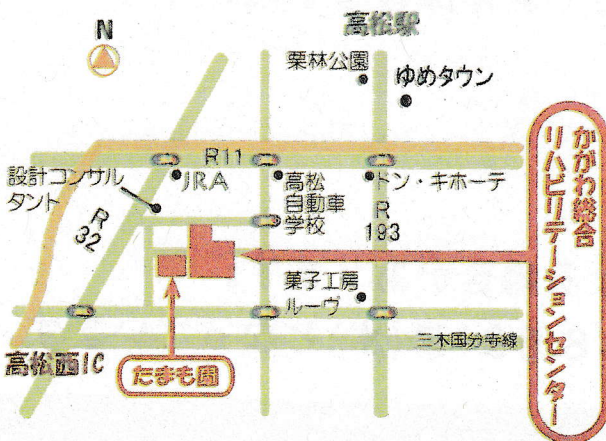 高松駅
N
栗林公園
ゆめタウン
R11
設計コンサル
タント
JRA
高松
自動車
学校
ドン・キホーテ
R
32
R
193
かがわ総合
リハビリテーションセンター
菓子工房
ルーヴ
三木国分寺線
高松西IC
たまも園